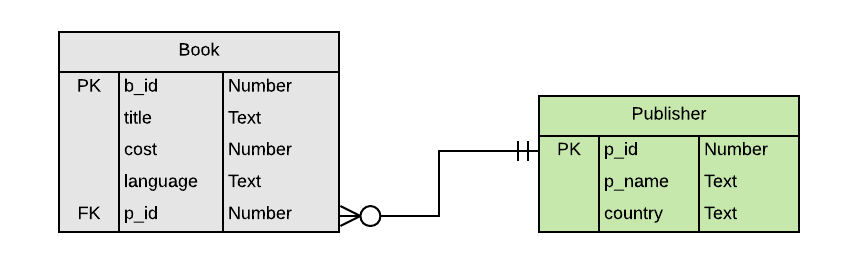 Book
PK b_id Number
title Text
cost Number
language Text
FK p_id Number
Publisher
PK p_id Number
p_name Text
country Text